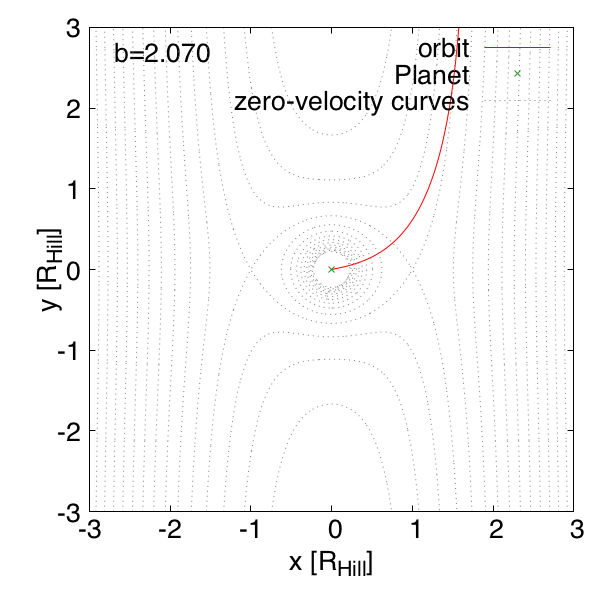 3
b=2.070
orbit
Planet
2
zero-velocity curves
1
y [R_Hill]
0
-1
-2
-3
-3 -2 -1 0 1 2 3
x [R_Hill]